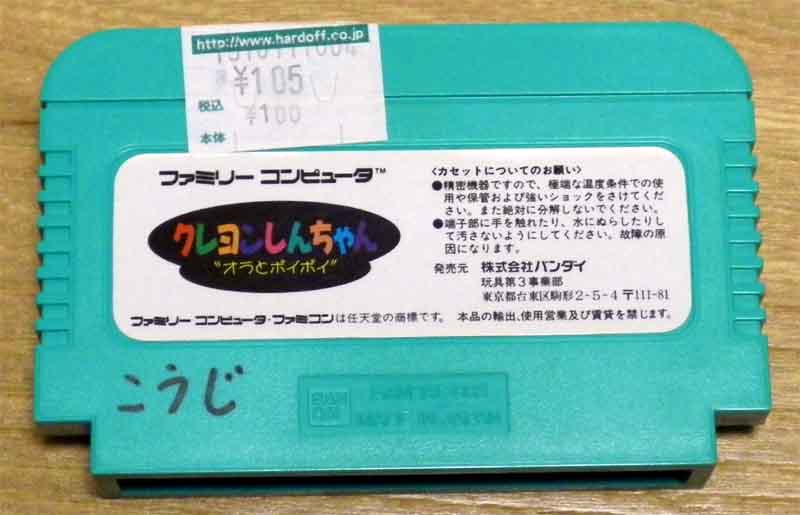 http://www.hardoff.co.jp
¥105
税込
¥100
本体
ファミリー コンピュータ™
クレヨンしんちゃん
"オラとポイポイ"
〈カセットについてのお願い〉
●精密機器ですので、極端な温度条件での使
用や保管および強いショックをさけてくだ
さい。また絶対に分解しないでください。
●端子部に手を触れたり、水にぬらしたりし
て汚さないようにしてください。故障の原
因になります。
発売元 株式会社バンダイ
玩具第3事業部
東京都台東区駒形2-5-4 〒111-81
ファミリー コンピュータ・ファミコンは任天堂の商標です。 本品の輸出、使用営業及び賃貸を禁じます。
こうじ